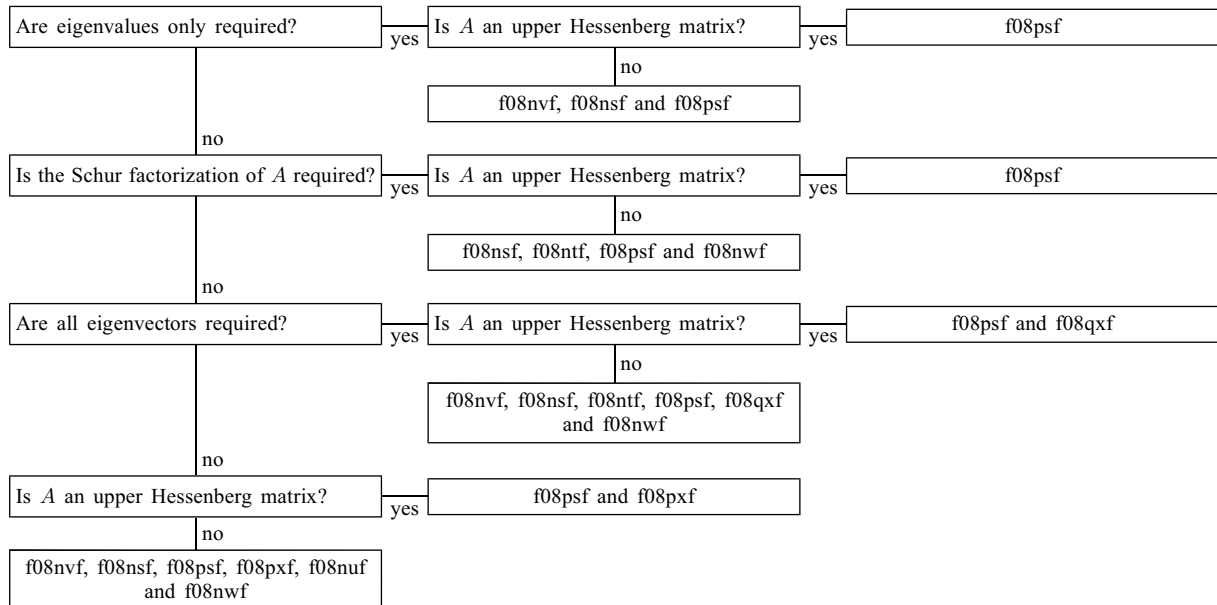 Are eigenvalues only required?
yes
Is A an upper Hessenberg matrix?
yes
f08psf
no
f08nvf, f08nsf and f08psf
no
Is the Schur factorization of A required?
yes
Is A an upper Hessenberg matrix?
yes
f08psf
no
f08nsf, f08ntf, f08psf and f08nwf
no
Are all eigenvectors required?
yes
Is A an upper Hessenberg matrix?
yes
f08psf and f08qxf
no
f08nvf, f08nsf, f08ntf, f08psf, f08qxf
and f08nwf
no
Is A an upper Hessenberg matrix?
yes
f08psf and f08pxf
no
f08nvf, f08nsf, f08psf, f08pxf, f08nuf
and f08nwf